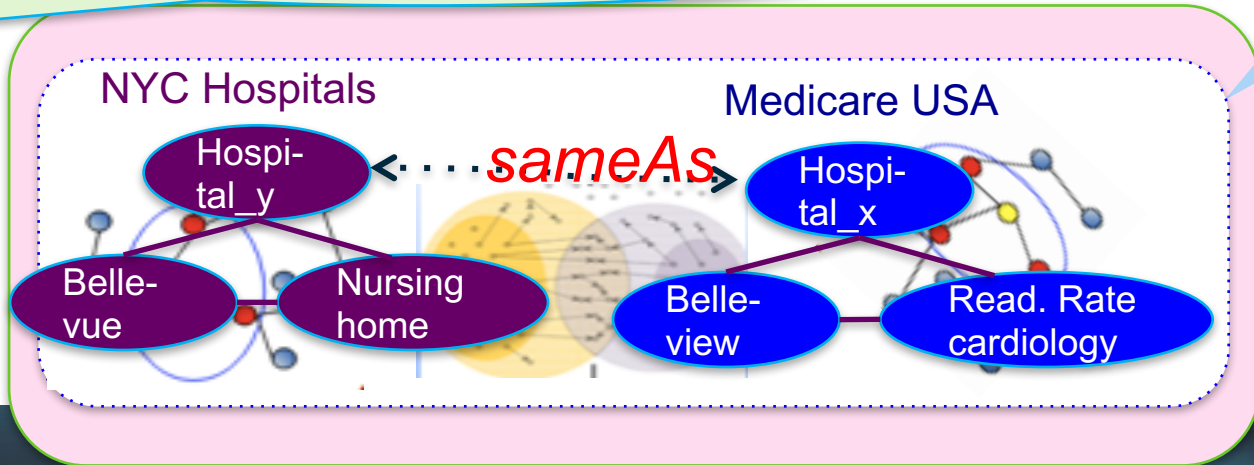 NYC Hospitals
Medicare USA
Hospi-
tal_y
sameAs
Hospi-
tal_x
Belle-
vue
Nursing
home
Belle-
view
Read. Rate
cardiology